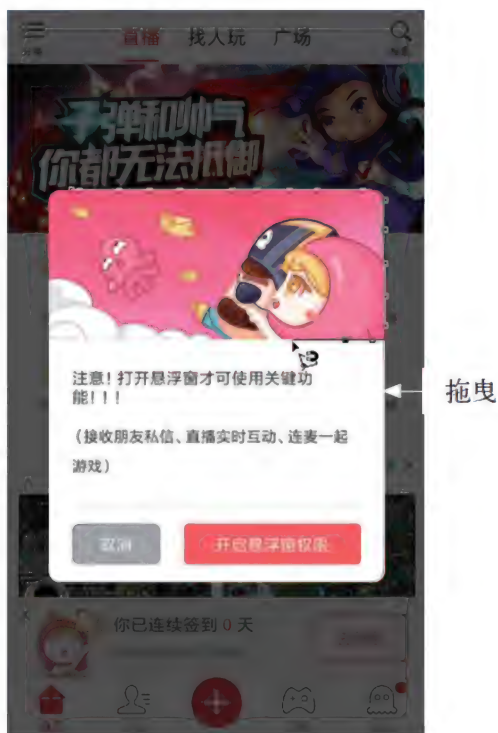 直播 找人玩 广场
子弹和帅气
你都无法抵御
注意！打开悬浮窗才可使用关键功
能！！！
（接收朋友私信、直播实时互动、连麦一起
游戏）
拖曳
取消 开启悬浮窗权限
你已连续签到 0 天